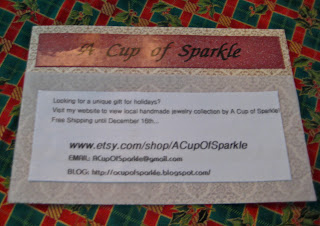 A Cup of Sparkle
Looking for a unique gift for holidays?
Visit my website to view local handmade jewelry collection by A Cup of Sparkle!
Free Shipping until December 16th...
www.etsy.com/shop/ACupOfSparkle
EMAIL: ACupOfSparkle@gmail.com
BLOG: http://acupofsparkle.blogspot.com/